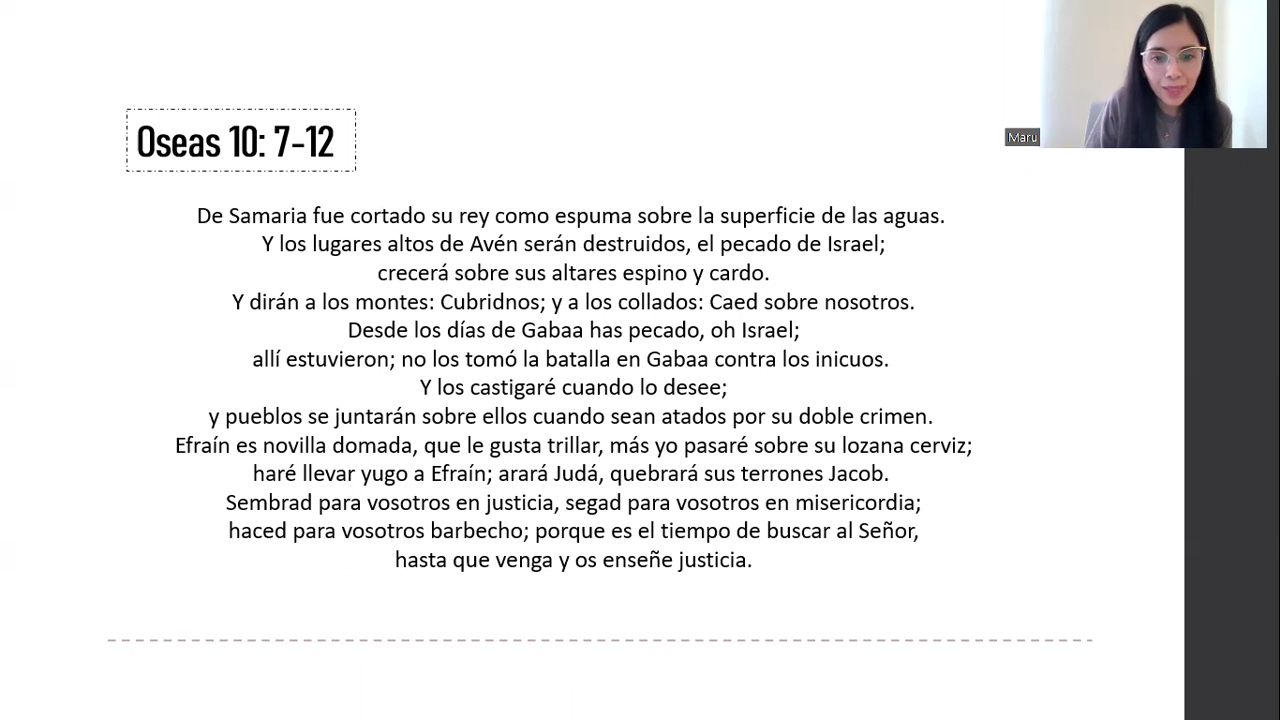 Maru
Oseas 10: 7-12
De Samaria fue cortado su rey como espuma sobre la superficie de las aguas.
Y los lugares altos de Avén serán destruidos, el pecado de Israel;
crecerá sobre sus altares espino y cardo.
Y dirán a los montes: Cubridnos; y a los collados: Caed sobre nosotros.
Desde los días de Gabaa has pecado, oh Israel;
allí estuvieron; no los tomó la batalla en Gabaa contra los inicuos.
Y los castigaré cuando lo desee;
y pueblos se juntarán sobre ellos cuando sean atados por su doble crimen.
Efraín es novilla domada, que le gusta trillar, más yo pasaré sobre su lozana cerviz;
haré llevar yugo a Efraín; arará Judá, quebrará sus terrones Jacob.
Sembrad para vosotros en justicia, segad para vosotros en misericordia;
haced para vosotros barbecho; porque es el tiempo de buscar al Señor,
hasta que venga y os enseñe justicia.